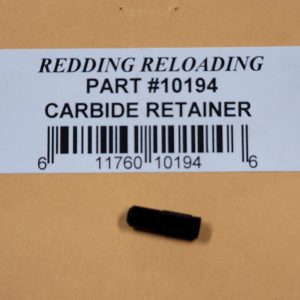 REDDING RELOADING
PART #10194
CARBIDE RETAINER
6 11760 10194 6